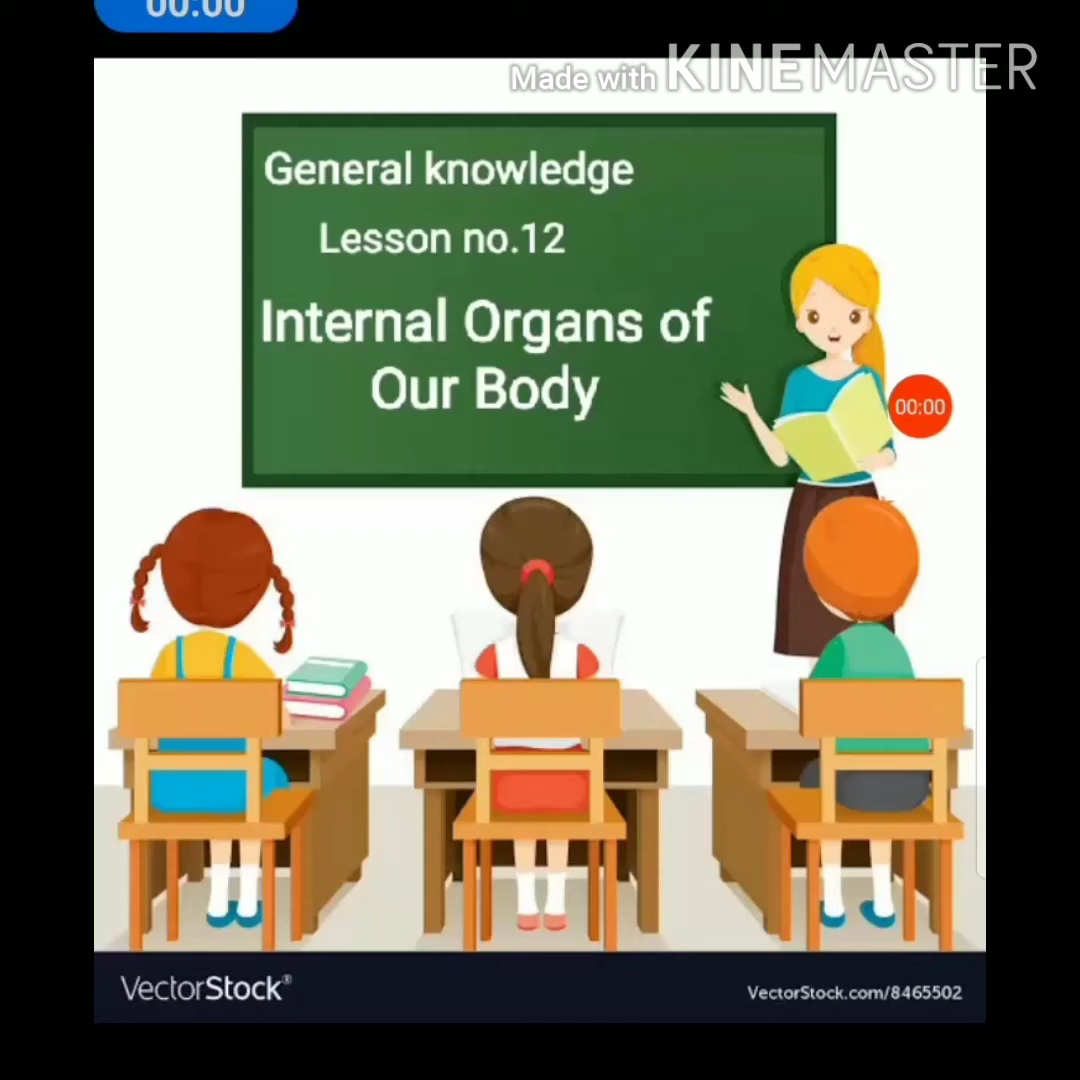 00:00
Made with KINEMASTER
General knowledge
Lesson no.12
Internal Organs of
Our Body
00:00
VectorStock®
VectorStock.com/8465502